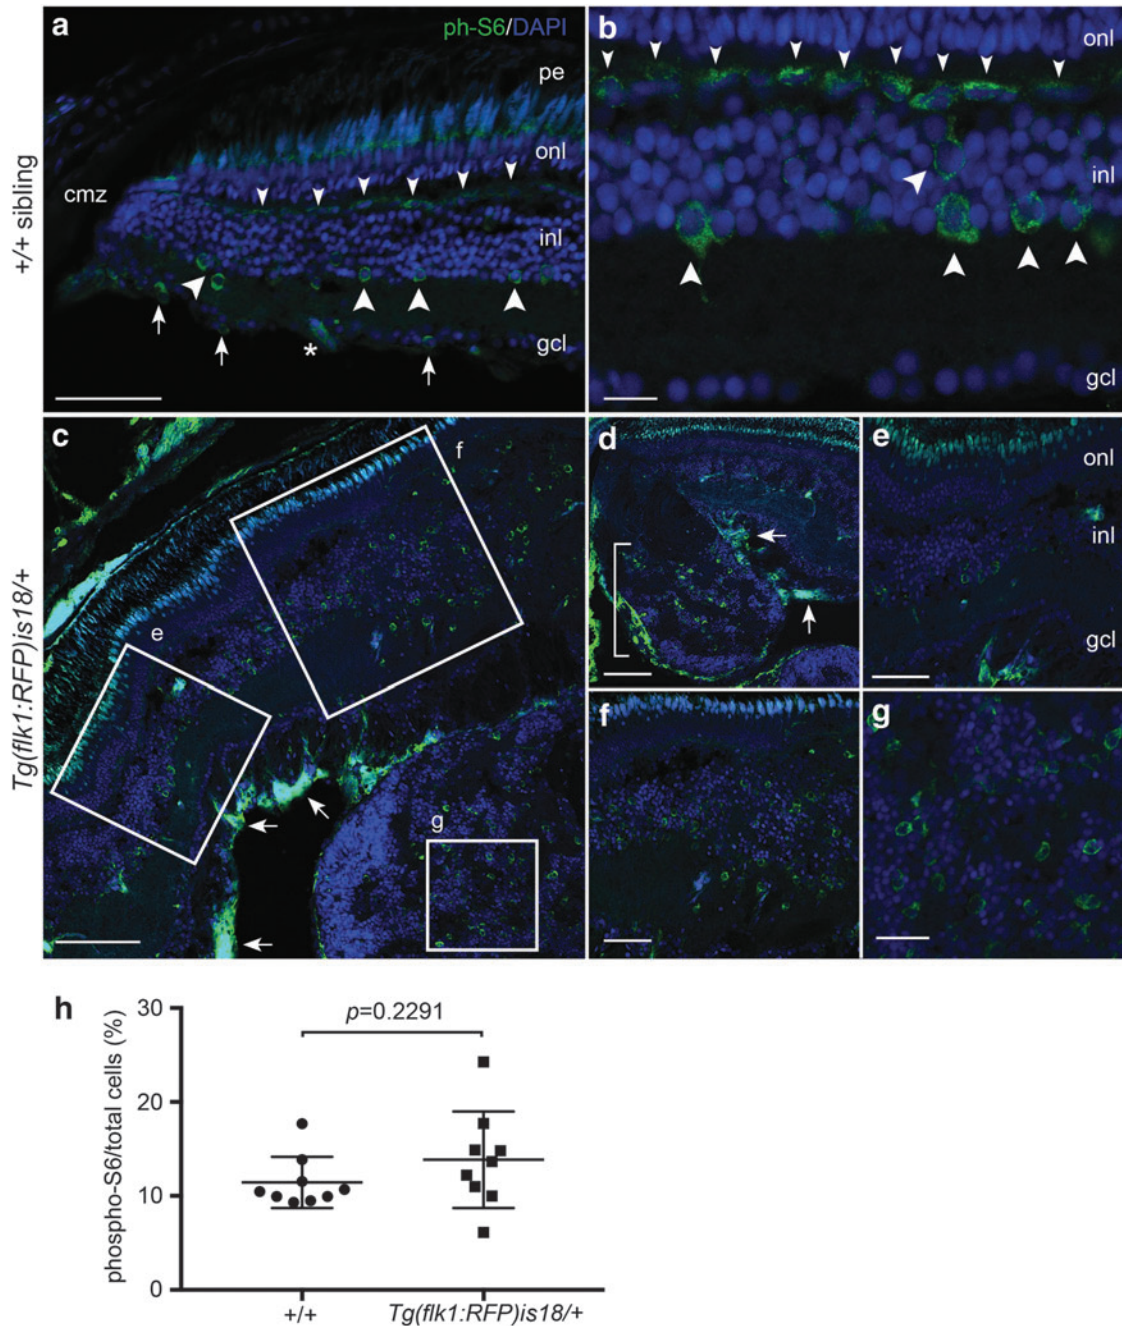 a
ph-S6/DAPI
pe
onl
cmz
inl
gcl
*
b
onl
inl
gcl
+/+ sibling
c
f
e
g
d
e
onl
inl
gcl
f
g
Tg(flk1:RFP)is18/+
h
p=0.2291
phospho-S6/total cells (%)
30
20
10
0
+/+
Tg(flk1:RFP)is18/+